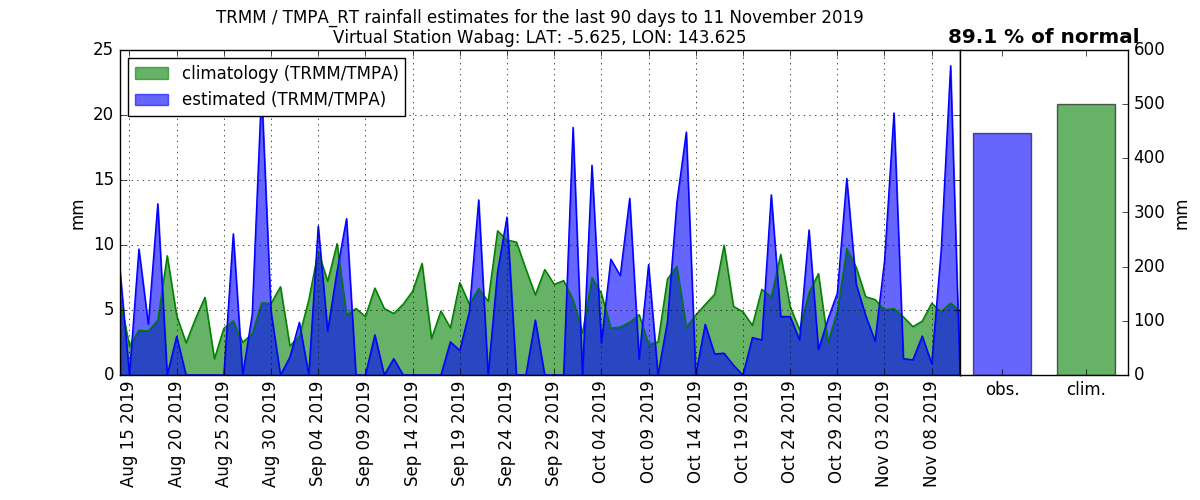 TRMM / TMPA_RT rainfall estimates for the last 90 days to 11 November 2019
Virtual Station Wabag: LAT: -5.625, LON: 143.625
89.1 % of normal
climatology (TRMM/TMPA)
estimated (TRMM/TMPA)
25
20
15
10
5
0
mm
600
500
400
300
200
100
0
mm
Aug 15 2019
Aug 20 2019
Aug 25 2019
Aug 30 2019
Sep 04 2019
Sep 09 2019
Sep 14 2019
Sep 19 2019
Sep 24 2019
Sep 29 2019
Oct 04 2019
Oct 09 2019
Oct 14 2019
Oct 19 2019
Oct 24 2019
Oct 29 2019
Nov 03 2019
Nov 08 2019
obs.
clim.